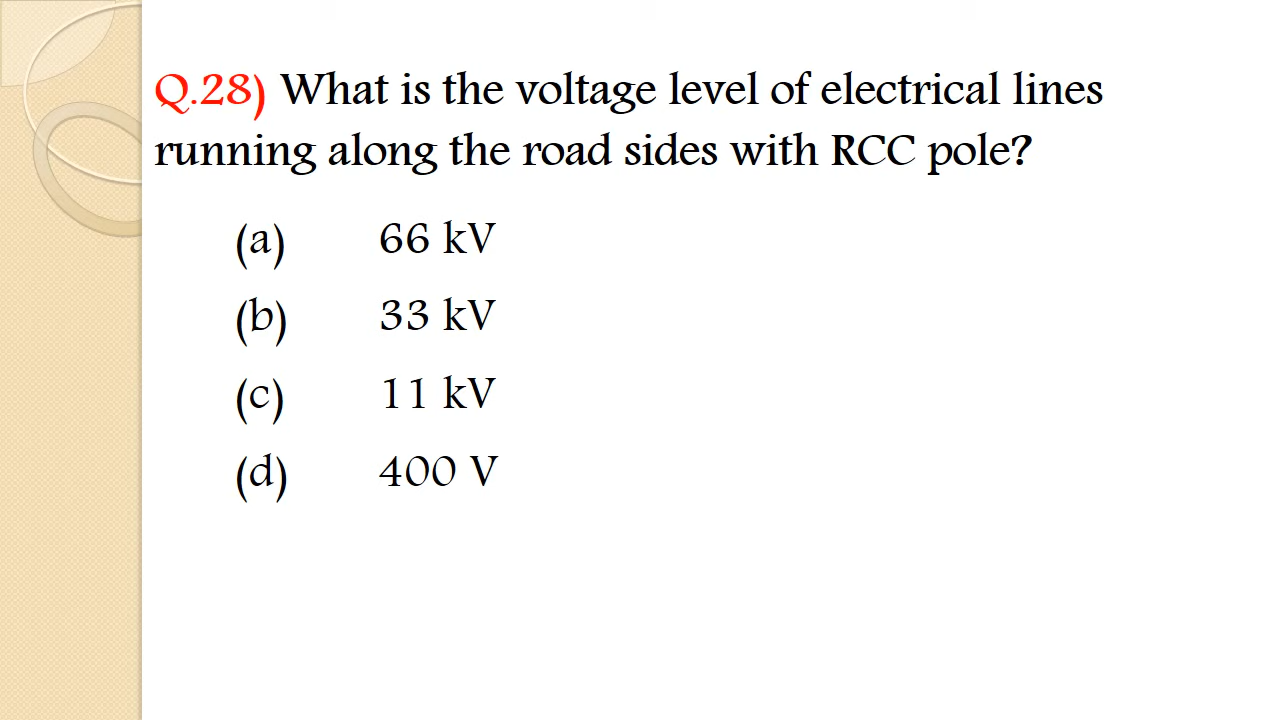 Q.28) What is the voltage level of electrical lines
running along the road sides with RCC pole?
(a) 66 kV
(b) 33 kV
(c) 11 kV
(d) 400 V